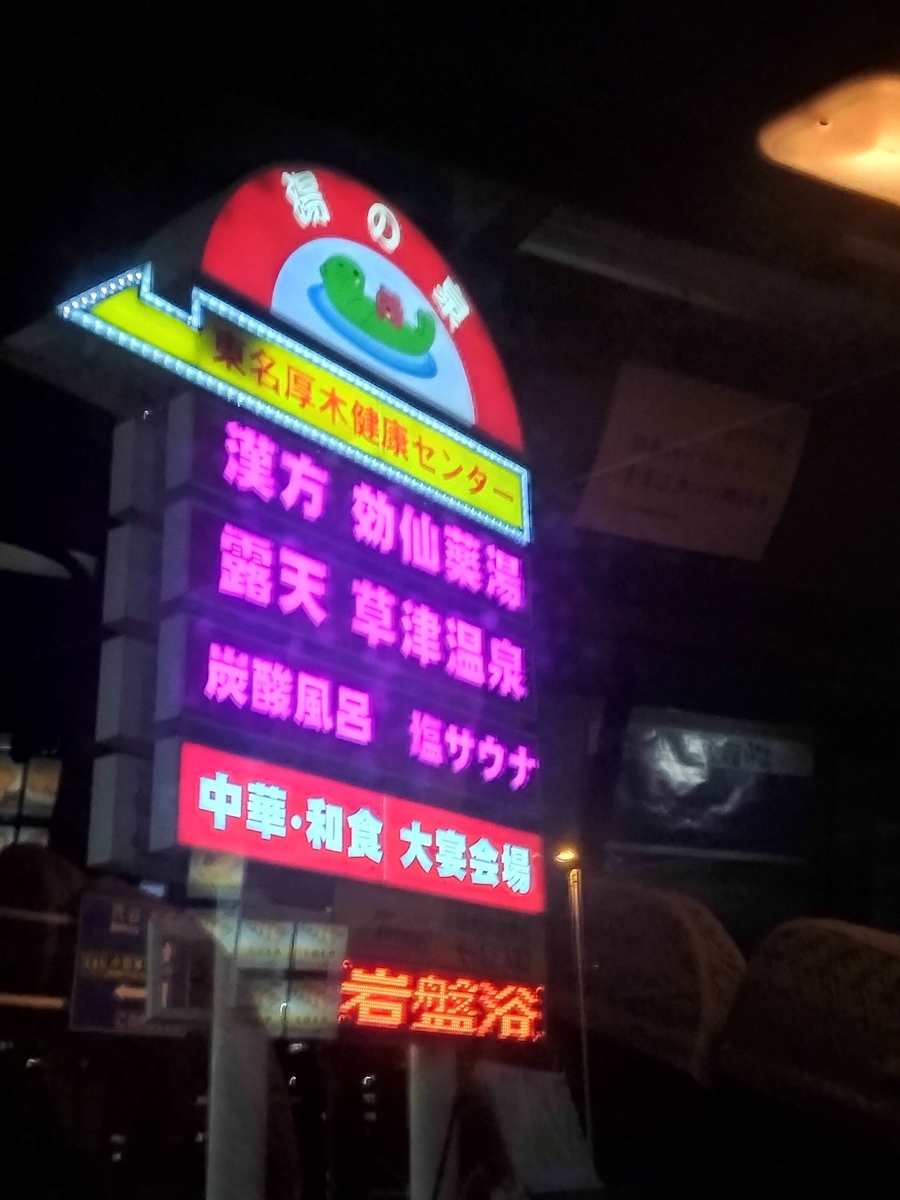 湯の泉
東名厚木健康センター
漢方 効仙薬湯
露天 草津温泉
炭酸風呂 塩サウナ
中華・和食 大宴会場
岩盤浴